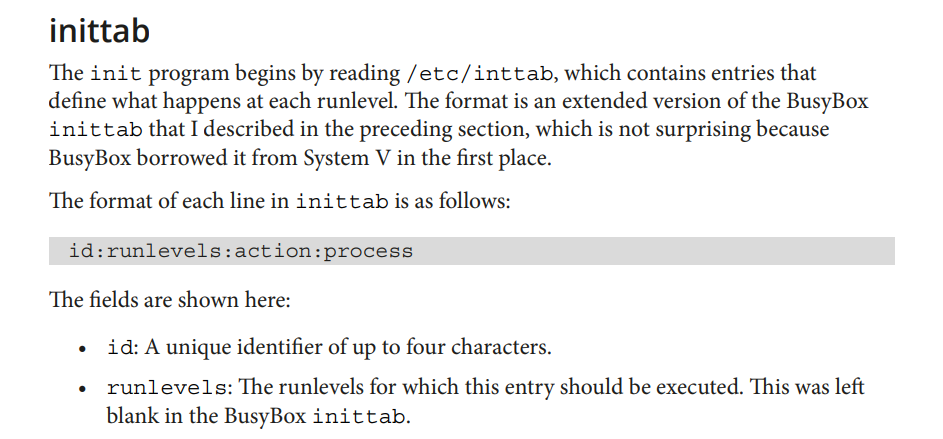 inittab
The init program begins by reading /etc/inttab, which contains entries that
define what happens at each runlevel. The format is an extended version of the BusyBox
inittab that I described in the preceding section, which is not surprising because
BusyBox borrowed it from System V in the first place.
The format of each line in inittab is as follows:
id:runlevels:action:process
The fields are shown here:
• id: A unique identifier of up to four characters.
• runlevels: The runlevels for which this entry should be executed. This was left
blank in the BusyBox inittab.